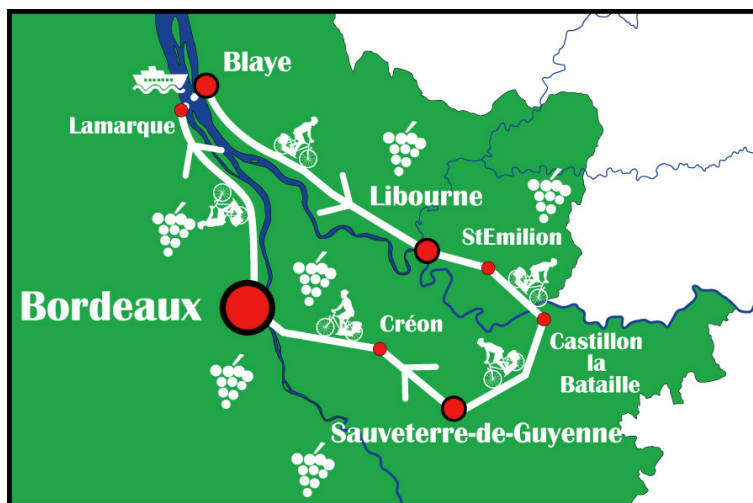 Blaye
Lamarque
Libourne
StEmilion
Bordeaux
Créon
Castillon
la
Bataille
Sauveterre-de-Guyenne